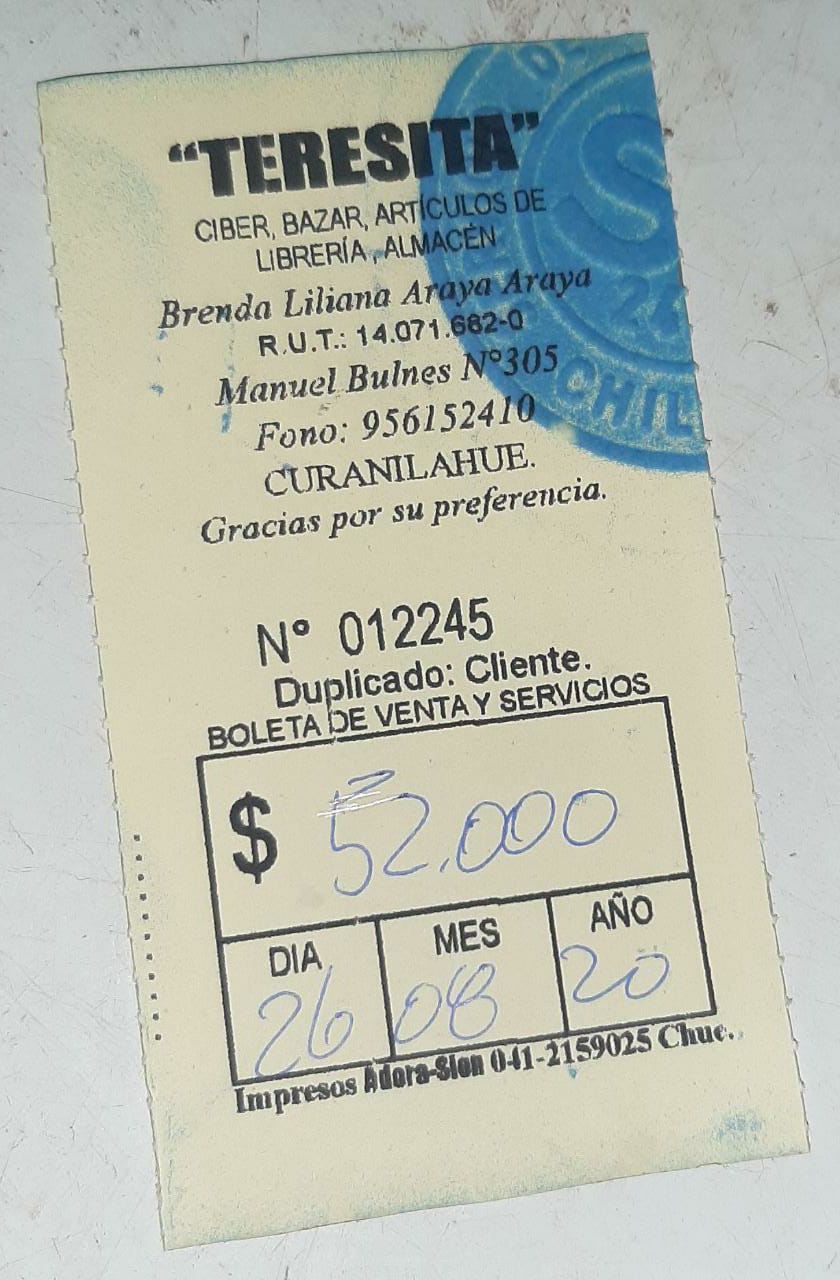 "TERESITA"
CIBER, BAZAR, ARTÍCULOS DE
LIBRERÍA, ALMACÉN
Brenda Liliana Araya Araya
R.U.T.: 14.071.682-0
Manuel Bulnes Nº305
Fono: 956152410
CURANILAHUE.
Gracias por su preferencia.
Nº 012245
Duplicado: Cliente.
BOLETA DE VENTA Y SERVICIOS
$ 52.000
DIA MES AÑO
26 08 20
Impresos Adora-Sion 041-2159025 Chue.